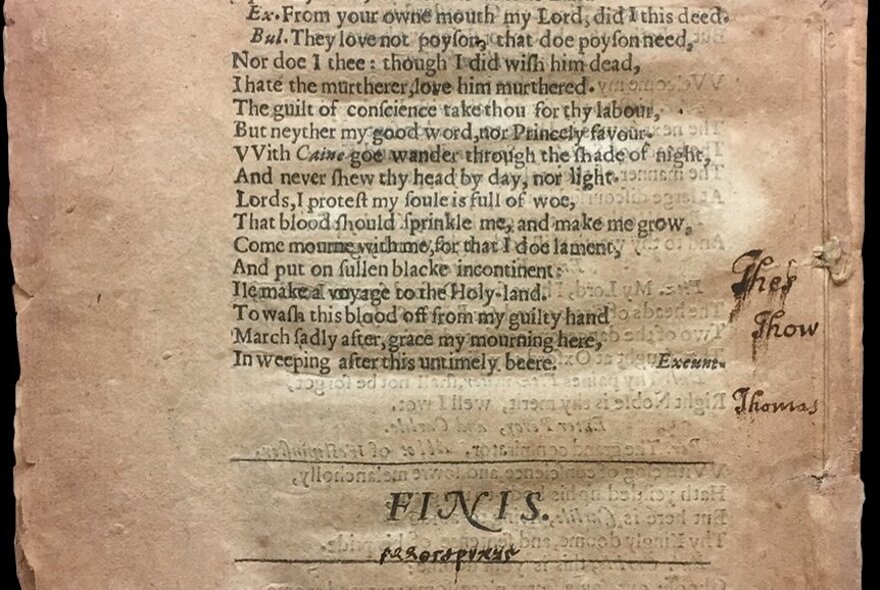 Ex. From your owne mouth my Lord, did I this deed.
Bul. They love not poyſon, that doe poyſon need,
Nor doe I thee: though I did wiſh him dead,
I hate the murtherer, love him murthered.
The guilt of conſcience take thou for thy labour,
But neyther my good word, nor Princely favour.
VVith Caine goe wander through the ſhade of night,
And never ſhew thy head by day, nor light.
Lords, I proteſt my ſoule is full of woe,
That blood ſhould ſprinkle me, and make me grow,
Come mourne with me, for that I doe lament,
And put on ſullen blacke incontinent:
Ile make a voyage to the Holy-land.
To waſh this blood off from my guilty hand
March ſadly after, grace my mourning here,
In weeping after this untimely beere. Exeunt.
Thes
Thow
Thomas
FINIS.